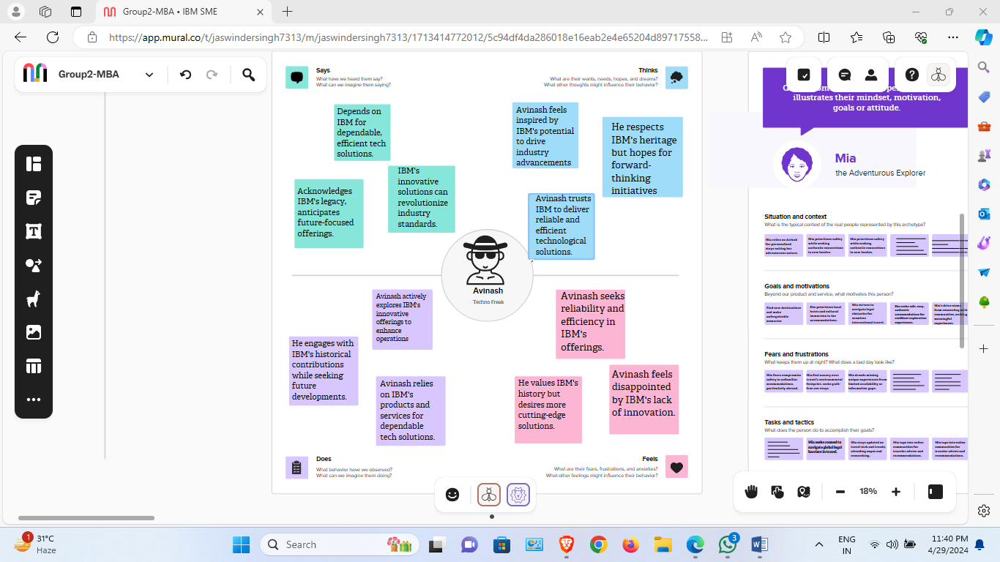 Group2-MBA • IBM SME
https://app.mural.co/t/jaswindersingh7313/m/jaswindersingh7313/1713414772012/5c94df4da286018e16eab2e4e65204d89717558...
Group2-MBA
Says
What have we heard them say?
What can we imagine them saying?
Thinks
What are their wants, needs, hopes, and dreams?
What other thoughts might influence their behavior?
Depends on
IBM for
dependable,
efficient tech
solutions.
IBM's
innovative
solutions can
revolutionize
industry
standards.
Acknowledges
IBM's legacy,
anticipates
future-focused
offerings.
Avinash feels
inspired by
IBM's potential
to drive
industry
advancements
He respects
IBM's heritage
but hopes for
forward-
thinking
initiatives
Avinash trusts
IBM to deliver
reliable and
efficient
technological
solutions.
Avinash
Techno Freak
Avinash actively
explores IBM's
innovative
offerings to
enhance
operations
He engages with
IBM's historical
contributions
while seeking
future
developments.
Avinash relies
on IBM's
products and
services for
dependable
tech solutions.
Avinash seeks
reliability and
efficiency in
IBM's
offerings.
Avinash feels
disappointed
by IBM's lack
of innovation.
He values IBM's
history but
desires more
cutting-edge
solutions.
Does
What behavior have we observed?
What can we imagine them doing?
Feels
What are their fears, frustrations, and anxieties?
What other feelings might influence their behavior?
illustrates their mindset, motivation,
goals or attitude.
Mia
the Adventurous Explorer
Situation and context
What is the typical context of the real people represented by this archetype?
Mia relies on Airbnb
for personalized
stays suiting her
adventurous nature.
Mia prioritizes safety
while seeking
authentic connections
in new locales.
Mia prioritizes safety
while seeking
authentic connections
in new locales.
Goals and motivations
Beyond our product and service, what motivates this person?
Find new destinations
and make
unforgettable
memories
She prioritizes local
hosts and cultural
immersion in her
accommodations.
Mia strives to
navigate legal
obstacles for
seamless
international travel.
She seeks safe, easy,
authentic
accommodations for
confident exploration
experiences.
Mia's drive stems
from connecting with
communities, seeking
meaningful
experiences.
Fears and frustrations
What keeps them up at night? What does a bad day look like?
Mia fears compromise
safety in unfamiliar
accommodations,
particularly abroad.
Mia feel uneasy over
travel's environmental
footprint, seeks guilt-
free eco-stays.
Mia dreads missing
unique experiences from
limited availability or
information gaps.
Tasks and tactics
What does the person do to accomplish their goals?
Mia seeks counsel to
navigate global legal
barriers in travel.
Mia stays updated on
travel tech and trends,
attending expos and
researching.
Mia taps into online
communities for
traveler advice and
recommendations.
Mia taps into online
communities for
traveler advice and
recommendations.
18%
1
31°C
Haze
Search
3
ENG
IN
11:40 PM
4/29/2024